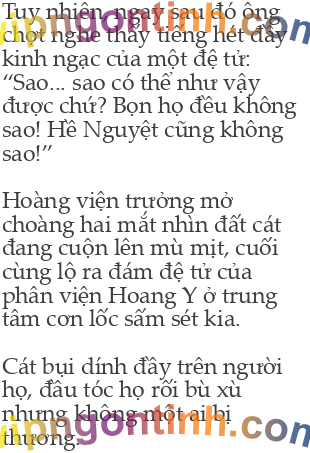 Tuy nhiên, ngay sau đó ông
chợt nghe thấy tiếng hét đầy
kinh ngạc của một đệ tử:
“Sao... sao có thể như vậy
được chứ? Bọn họ đều không
sao! Hề Nguyệt cũng không
sao!”
Hoàng viện trưởng mở
choàng hai mắt nhìn đất cát
đang cuộn lên mù mịt, cuối
cùng lộ ra đám đệ tử của
phân viện Hoang Y ở trung
tâm cơn lốc sấm sét kia.
Cát bụi dính đầy trên người
họ, đầu tóc họ rối bù xù
nhưng không một ai bị
thương.
vipngontinh.com
vipngontinh.com